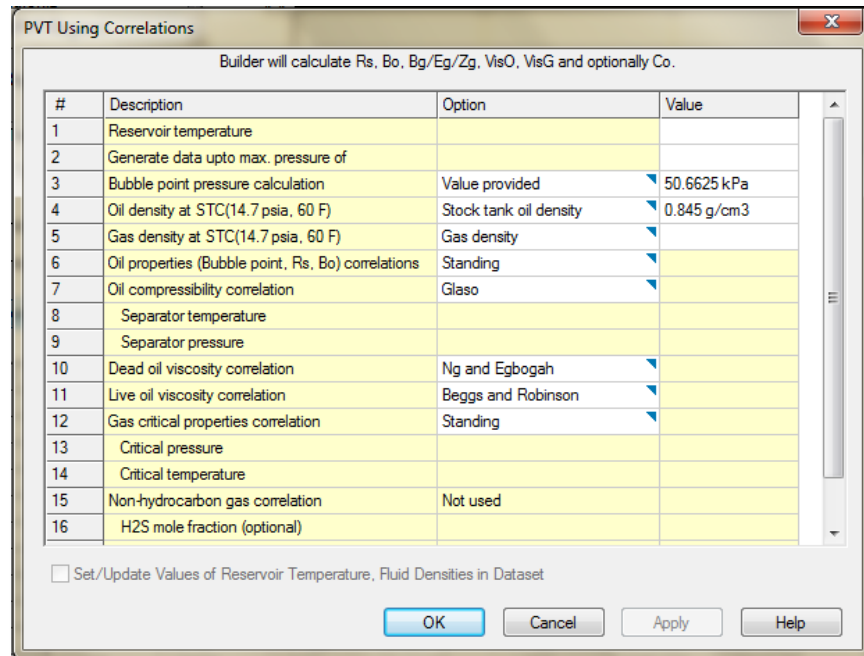 PVT Using Correlations
Builder will calculate Rs, Bo, Bg/Eg/Zg, VisO, VisG and optionally Co.
# Description Option Value
1 Reservoir temperature
2 Generate data upto max. pressure of
3 Bubble point pressure calculation Value provided 50.6625 kPa
4 Oil density at STC(14.7 psia, 60 F) Stock tank oil density 0.845 g/cm3
5 Gas density at STC(14.7 psia, 60 F) Gas density
6 Oil properties (Bubble point, Rs, Bo) correlations Standing
7 Oil compressibility correlation Glaso
8 Separator temperature
9 Separator pressure
10 Dead oil viscosity correlation Ng and Egbogah
11 Live oil viscosity correlation Beggs and Robinson
12 Gas critical properties correlation Standing
13 Critical pressure
14 Critical temperature
15 Non-hydrocarbon gas correlation Not used
16 H2S mole fraction (optional)
Set/Update Values of Reservoir Temperature, Fluid Densities in Dataset
OK Cancel Apply Help